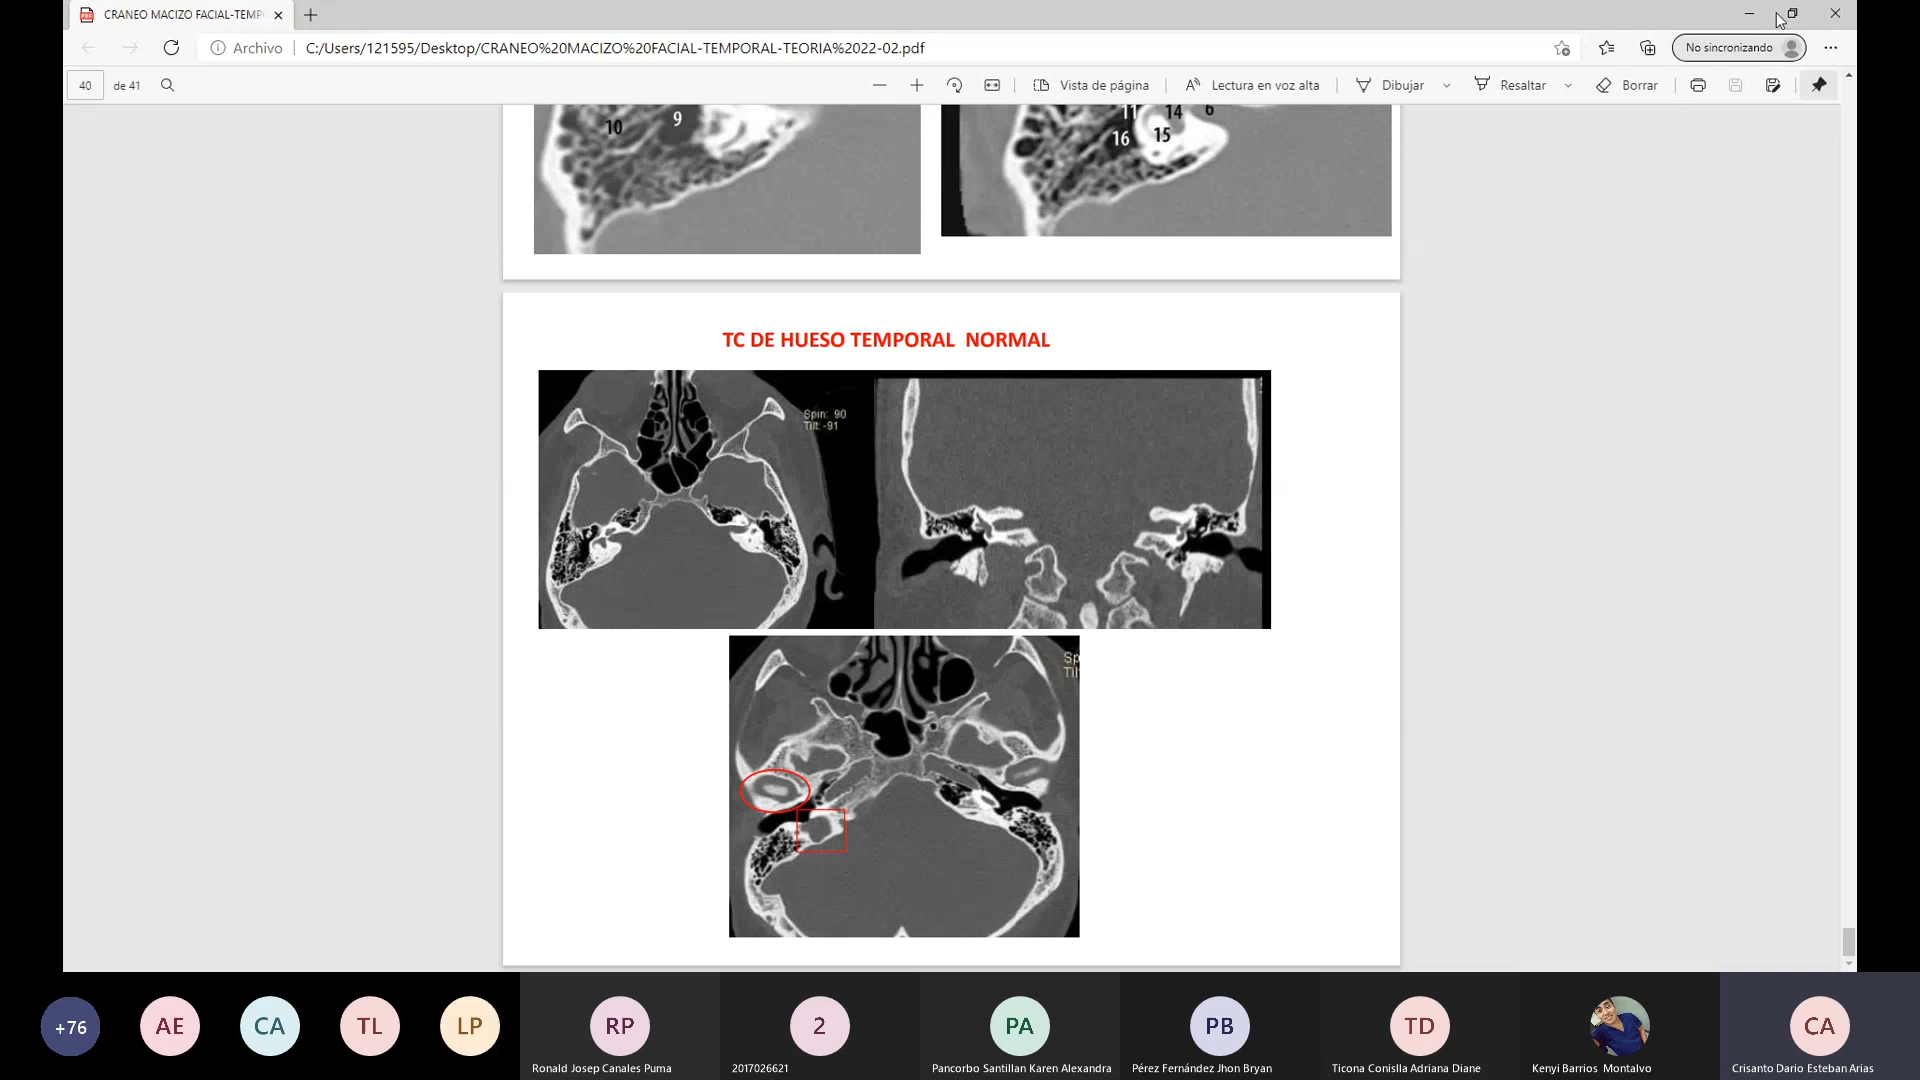 CRANEO MACIZO FACIAL-TEMP
Archivo
C:/Users/121595/Desktop/CRANEO%20MACIZO%20FACIAL-TEMPORAL-TEORIA%2022-02.pdf
No sincronizando
40 de 41
Vista de página
Lectura en voz alta
Dibujar
Resaltar
Borrar
10 9
11 14 6
16 15
TC DE HUESO TEMPORAL  NORMAL
Spin: 90
Tilt: -91
Sp
Til
+76
AE
CA
TL
LP
RP
2
PA
PB
TD
CA
Ronald Josep Canales Puma
2017026621
Pancorbo Santillan Karen Alexandra
Pérez Fernández Jhon Bryan
Ticona Conislla Adriana Diane
Kenyi Barrios  Montalvo
Crisanto Dario Esteban Arias